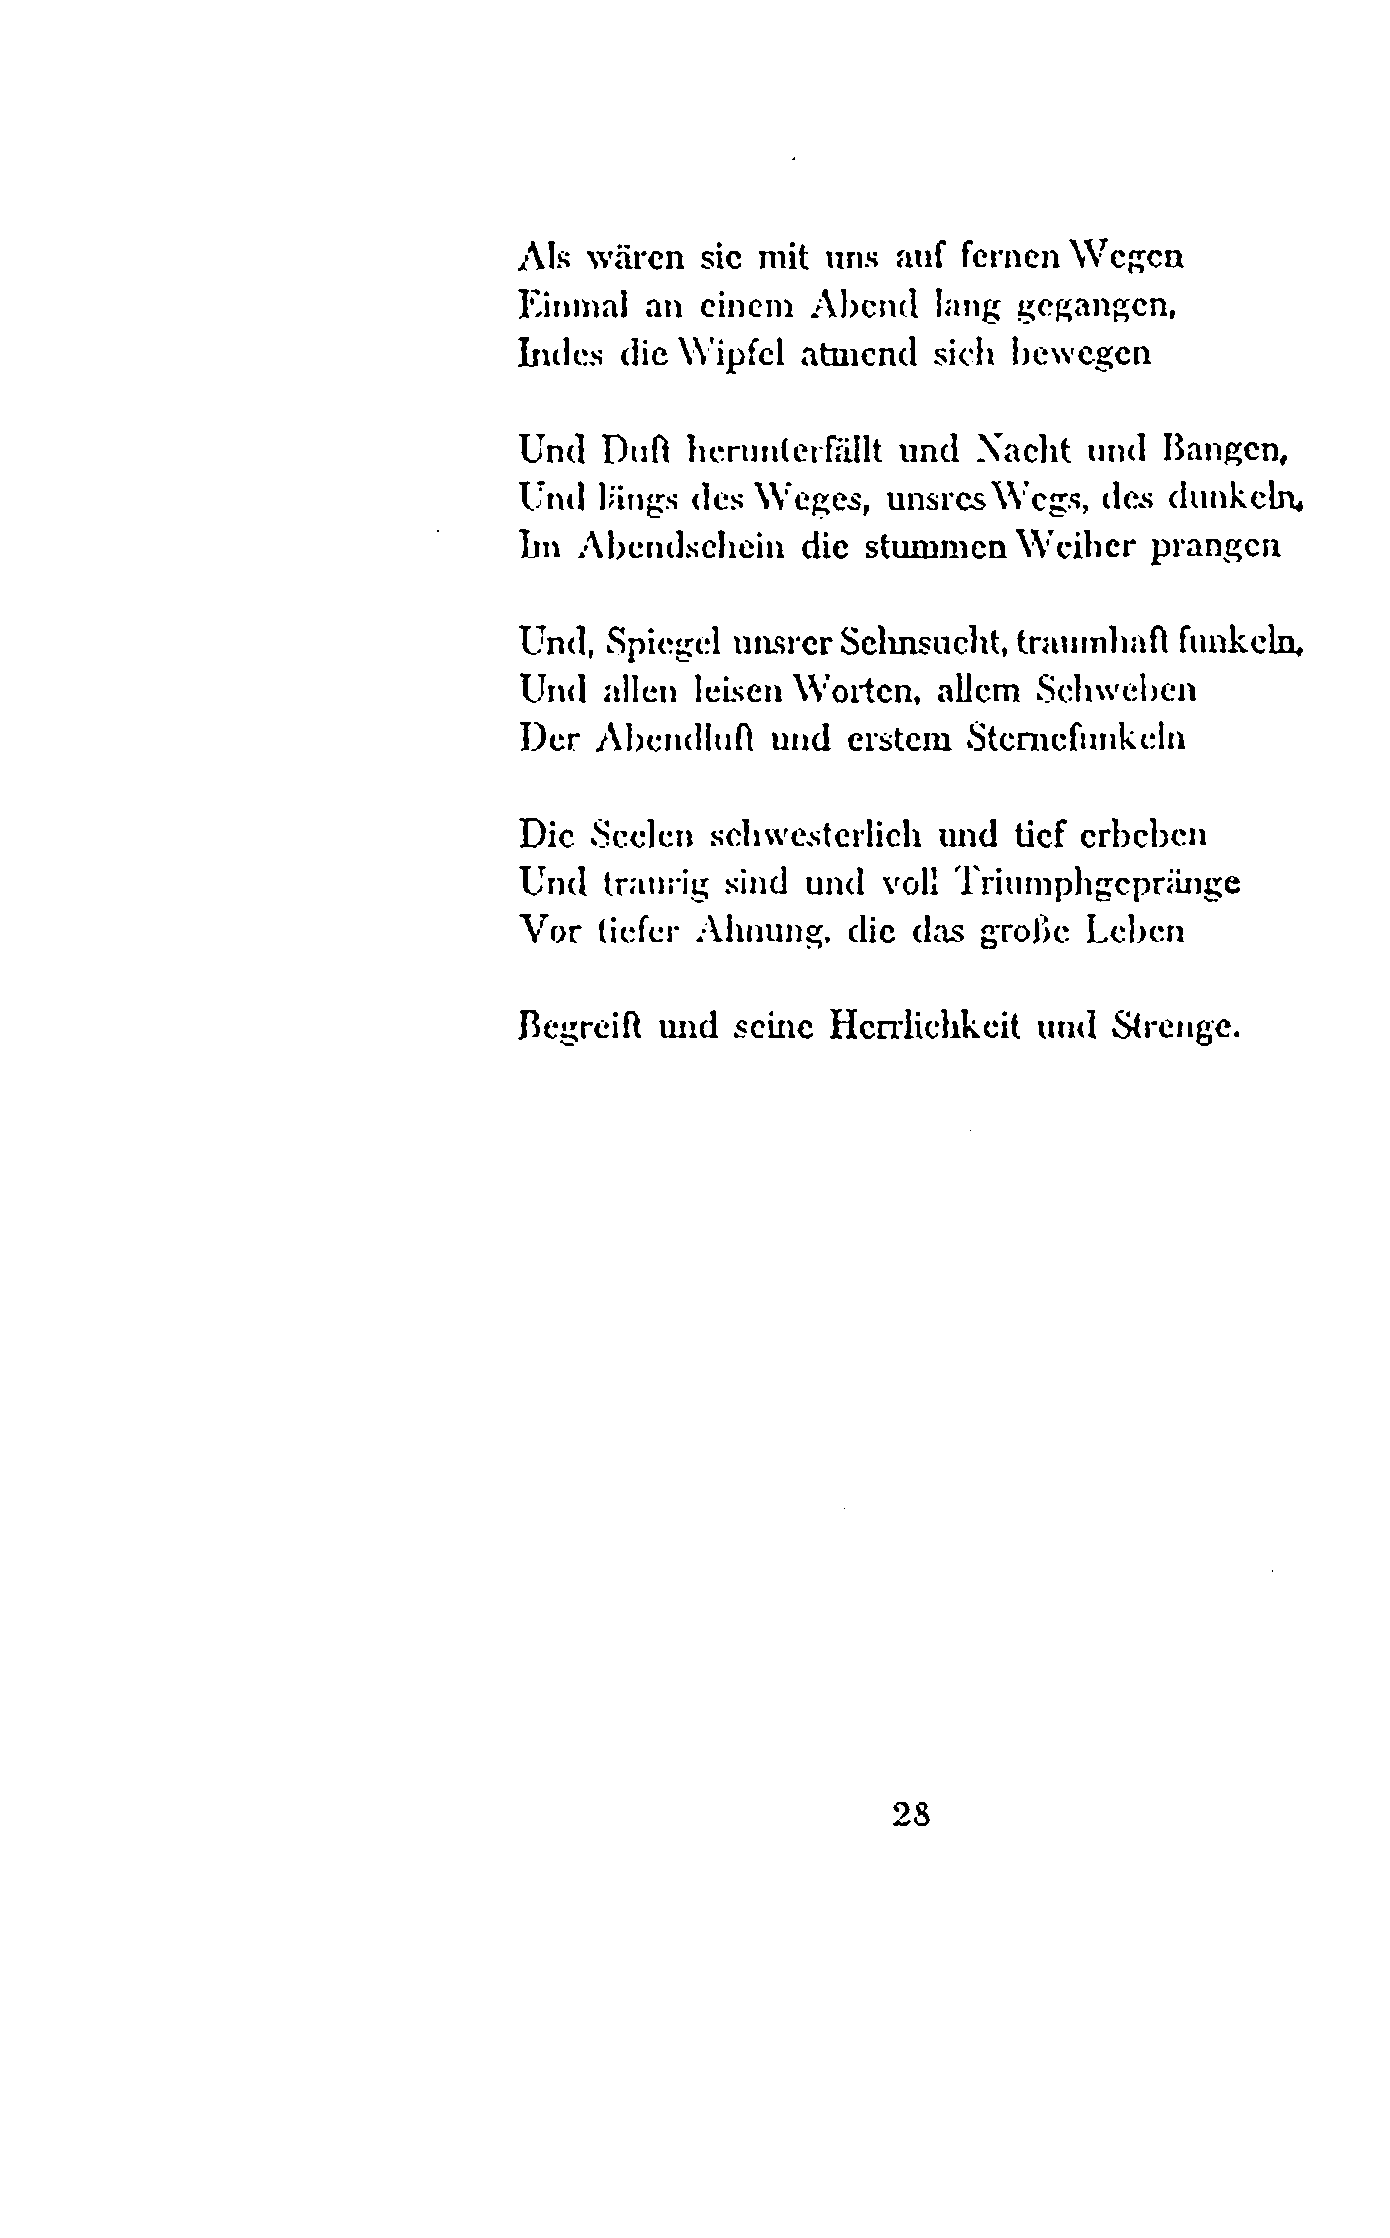 Als wären sie mit uns auf fernen Wegen
Einmal an einem Abend lang gegangen,
Indes die Wipfel atmend sich bewegen

Und Duft herunterfällt und Nacht und Bangen,
Und längs des Weges, unsres Wegs, des dunkeln,
Im Abendschein die stummen Weiher prangen

Und, Spiegel unsrer Sehnsucht, traumhaft funkeln,
Und allen leisen Worten, allem Schweben
Der Abendluft und erstem Sternefunkeln

Die Seelen schwesterlich und tief erbeben
Und traurig sind und voll Triumphgepränge
Vor tiefer Ahnung, die das große Leben

Begreift und seine Herrlichkeit und Strenge.

28